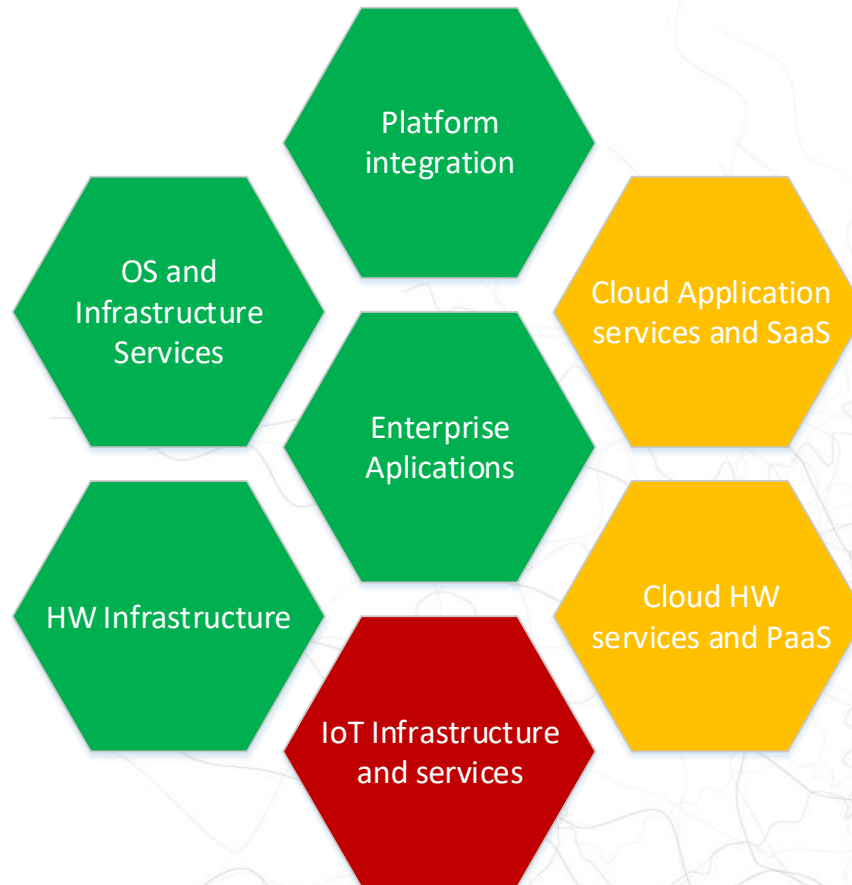 Platform
integration
OS and
Infrastructure
Services
Cloud Application
services and SaaS
Enterprise
Aplications
HW Infrastructure
Cloud HW
services and PaaS
IoT Infrastructure
and services